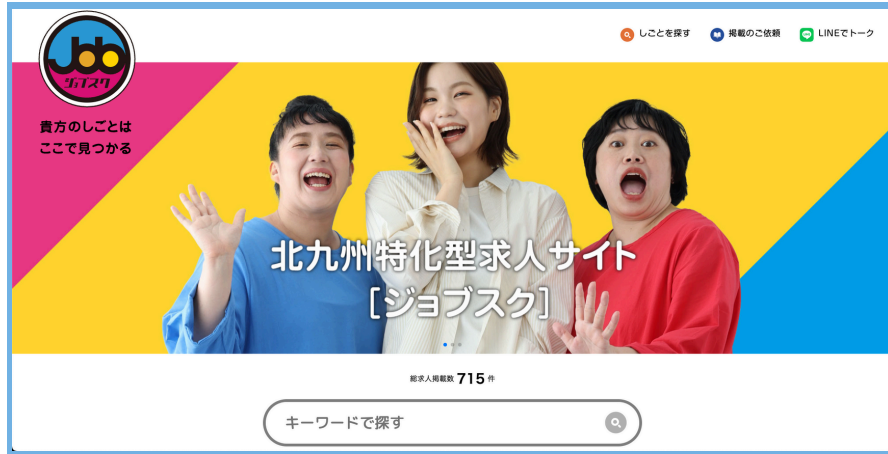 Job
ジョブスク
しごとを探す
掲載のご依頼
LINEでトーク
貴方のしごとは
ここで見つかる
北九州特化型求人サイト
[ジョブスク]
総求人掲載数 715 件
キーワードで探す